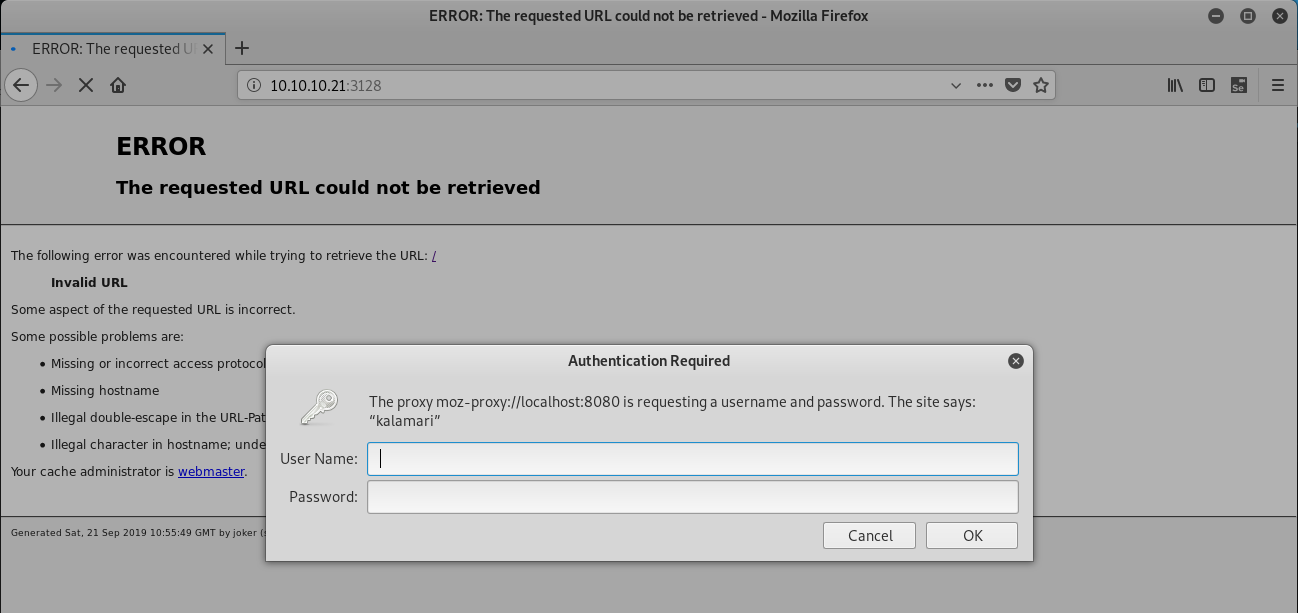 ERROR: The requested URL could not be retrieved - Mozilla Firefox
ERROR: The requested U
10.10.10.21:3128
Se
ERROR
The requested URL could not be retrieved
The following error was encountered while trying to retrieve the URL: /
Invalid URL
Some aspect of the requested URL is incorrect.
Some possible problems are:
• Missing or incorrect access protocol
• Missing hostname
• Illegal double-escape in the URL-Pat
• Illegal character in hostname; unde
Your cache administrator is webmaster.
Generated Sat, 21 Sep 2019 10:55:49 GMT by joker (
Authentication Required
The proxy moz-proxy://localhost:8080 is requesting a username and password. The site says:
“kalamari”
User Name:
Password:
Cancel OK